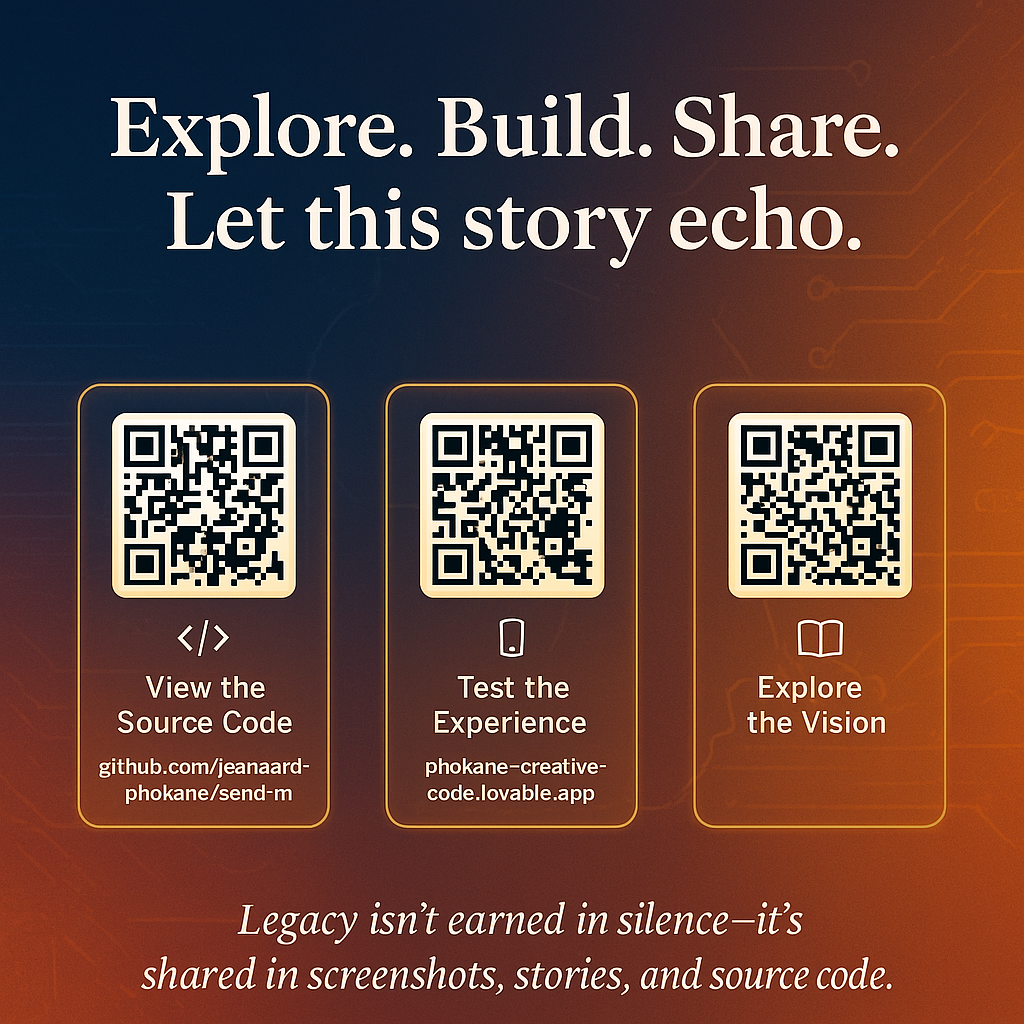 Explore. Build. Share.
Let this story echo.
View the
Source Code
github.com/jeanaard-
phokane/send-m
Test the
Experience
phokane-creative-
code.lovable.app
Explore
the Vision
Legacy isn't earned in silence—it's
shared in screenshots, stories, and source code.